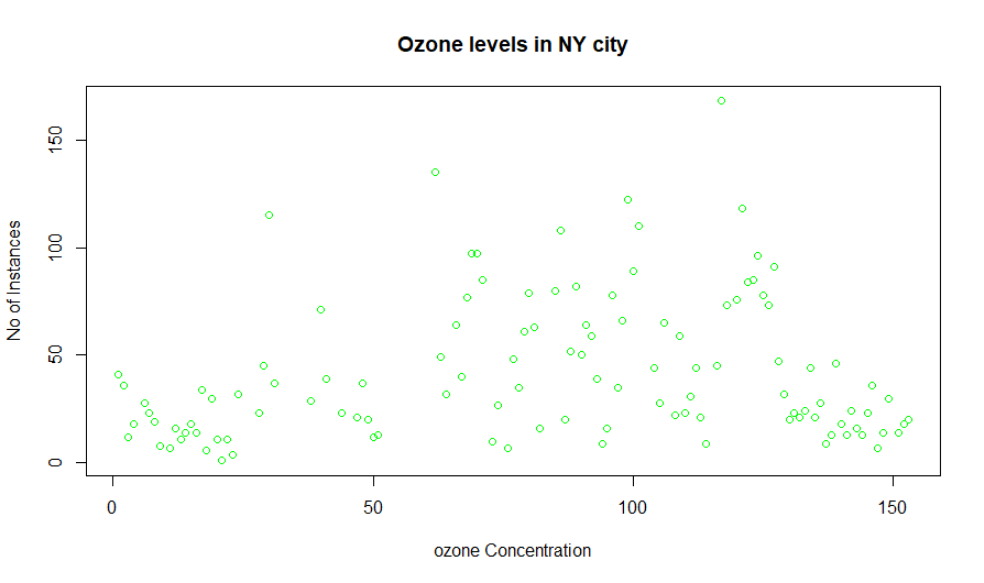 Ozone levels in NY city
150
100
50
0
No of Instances
0 50 100 150
ozone Concentration